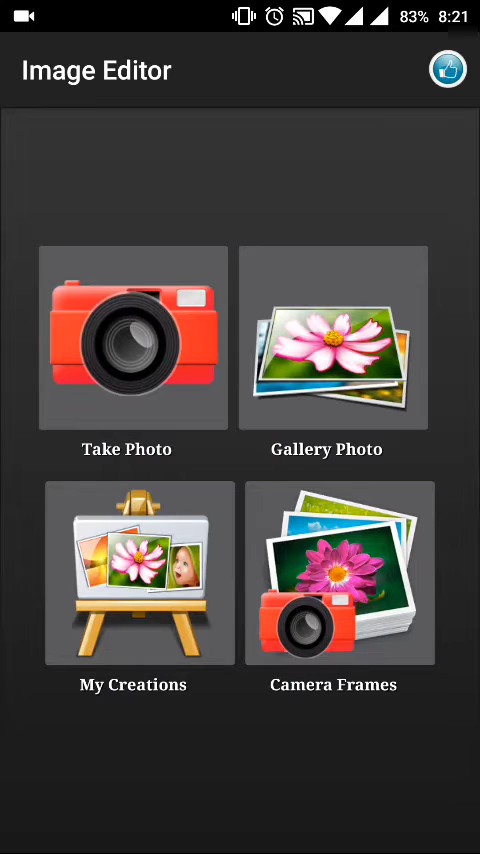 83% 8:21
Image Editor
Take Photo
Gallery Photo
My Creations
Camera Frames